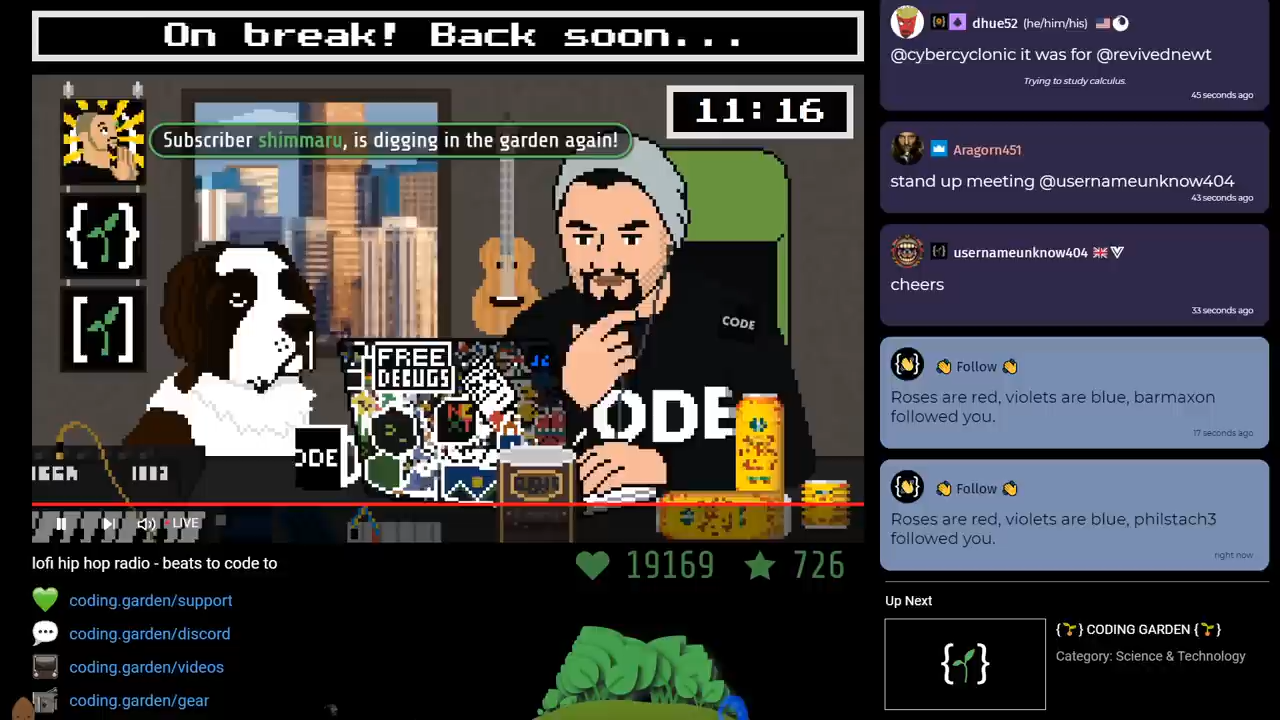 On break! Back soon...
11:16
Subscriber shimmaru, is digging in the garden again!
CODE
FREE
DEBUGS
ODE
ODE
LIVE
lofi hip hop radio - beats to code to
19169
726
coding.garden/support
coding.garden/discord
coding.garden/videos
coding.garden/gear
dhue52 (he/him/his)
@cybercyclonic it was for @revivednewt
Trying to study calculus.
45 seconds ago
Aragorn451
stand up meeting @usernameunknow404
43 seconds ago
usernameunknow404
cheers
33 seconds ago
👏 Follow 👏
Roses are red, violets are blue, barmaxon
followed you.
17 seconds ago
👏 Follow 👏
Roses are red, violets are blue, philstach3
followed you.
right now
Up Next
{🌱} CODING GARDEN {🌱}
Category: Science & Technology